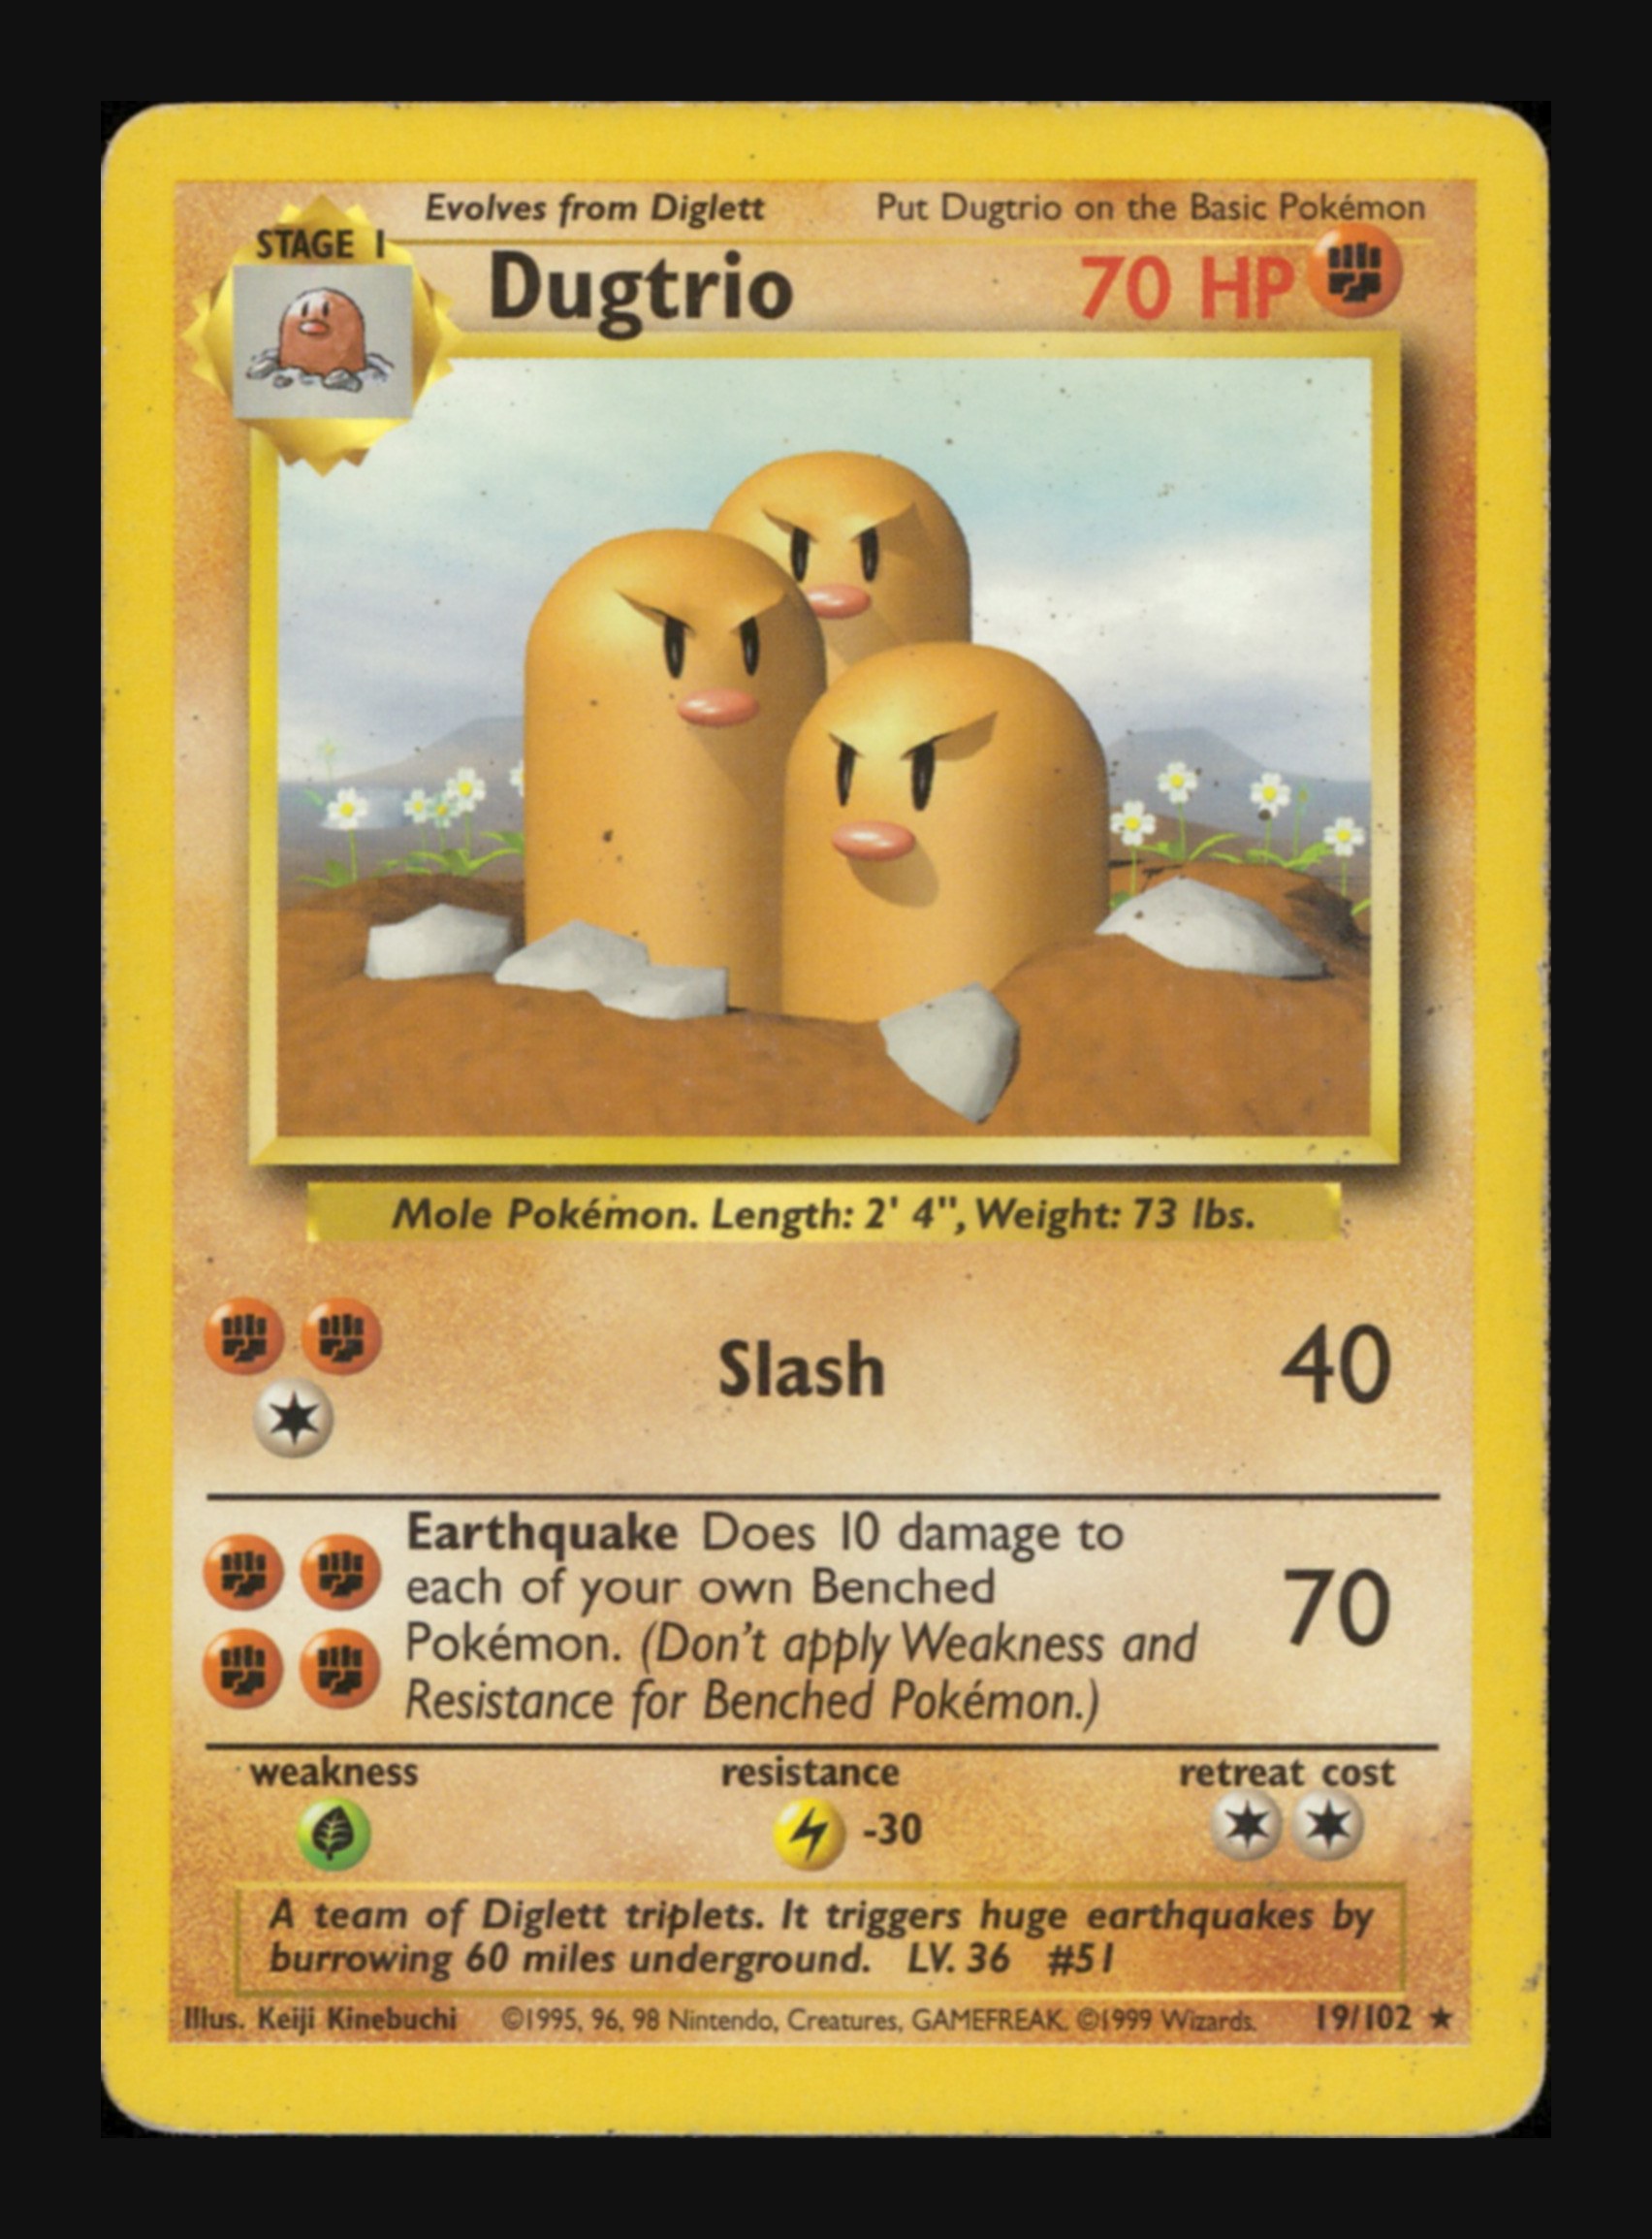 Evolves from Diglett Put Dugtrio on the Basic Pokémon
STAGE 1
Dugtrio 70 HP
Mole Pokémon. Length: 2' 4", Weight: 73 lbs.
Slash 40
Earthquake Does 10 damage to
each of your own Benched
Pokémon. (Don't apply Weakness and
Resistance for Benched Pokémon.)
70
weakness resistance retreat cost
-30
A team of Diglett triplets. It triggers huge earthquakes by
burrowing 60 miles underground. LV. 36 #51
Illus. Keiji Kinebuchi ©1995, 96, 98 Nintendo, Creatures, GAMEFREAK. ©1999 Wizards. 19/102 ★